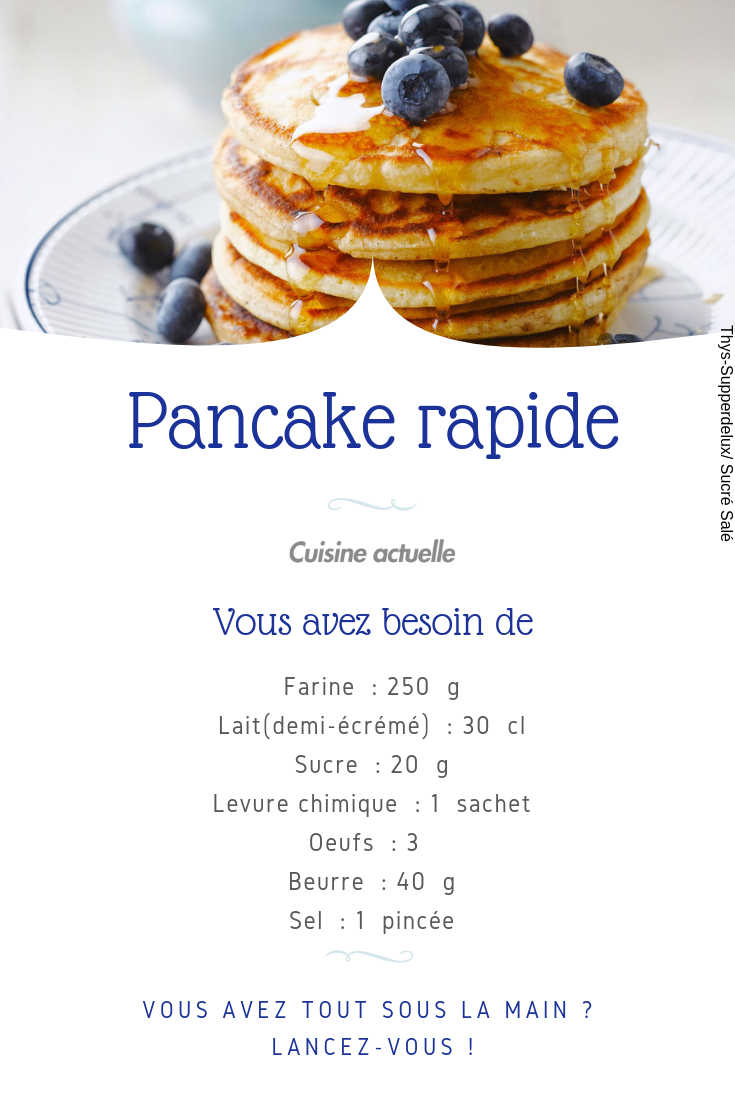 Pancake rapide
Thys-Supperdelux/ Sucré Salé
Cuisine actuelle
Vous avez besoin de
Farine : 250 g
Lait(demi-écrémé) : 30 cl
Sucre : 20 g
Levure chimique : 1 sachet
Oeufs : 3
Beurre : 40 g
Sel : 1 pincée
VOUS AVEZ TOUT SOUS LA MAIN ?
LANCEZ-VOUS !